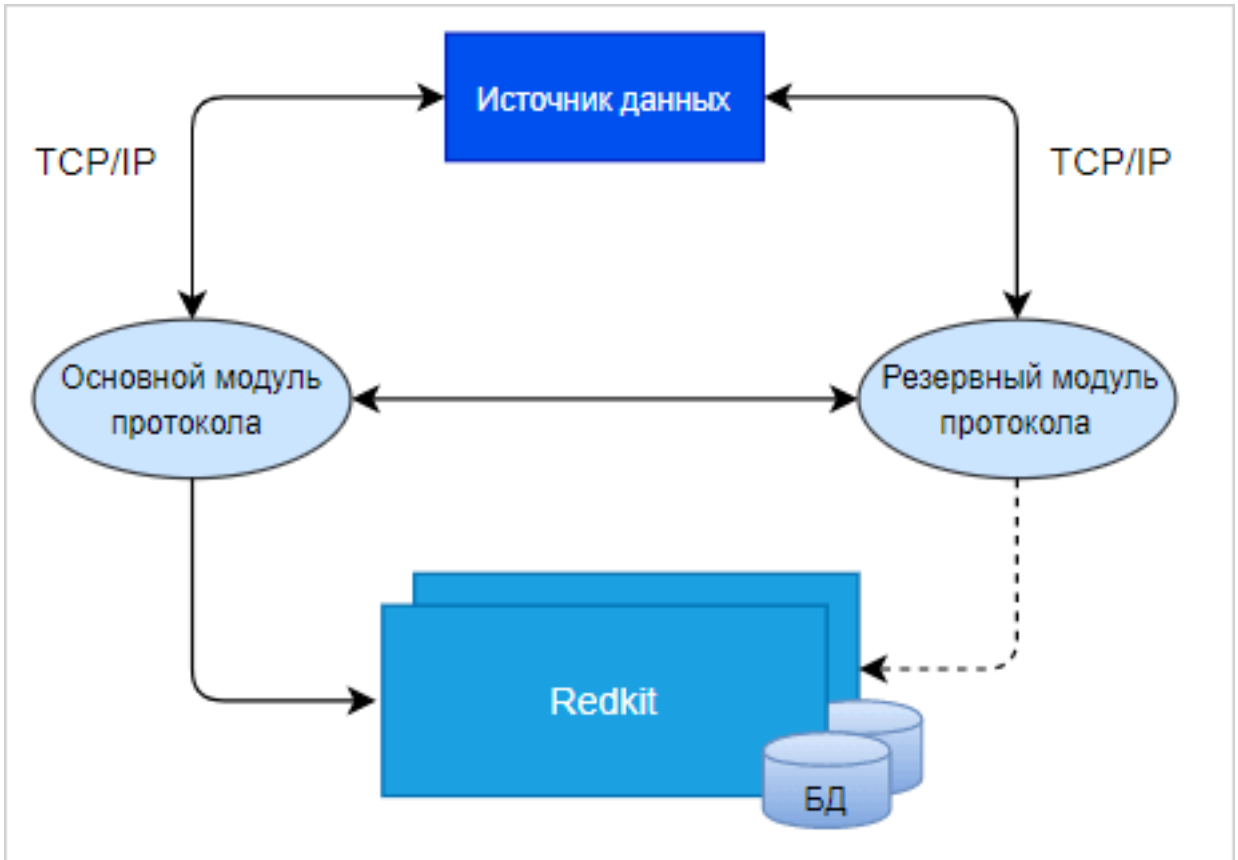 Источник данных
TCP/IP
TCP/IP
Основной модуль
протокола
Резервный модуль
протокола
Redkit
БД